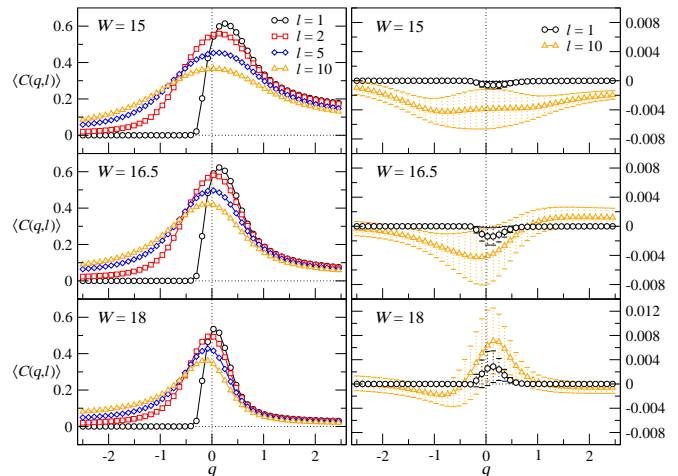 W = 15
l = 1
l = 2
l = 5
l = 10
0.6
0.4
0.2
0
⟨C(q,l)⟩
W = 15
l = 1
l = 10
0.008
0.004
0
-0.004
-0.008
W = 16.5
0.6
0.4
0.2
0
⟨C(q,l)⟩
W = 16.5
0.008
0.004
0
-0.004
-0.008
W = 18
0.6
0.4
0.2
0
⟨C(q,l)⟩
W = 18
0.012
0.008
0.004
0
-0.004
-2 -1 0 1 2
q
-2 -1 0 1 2
q